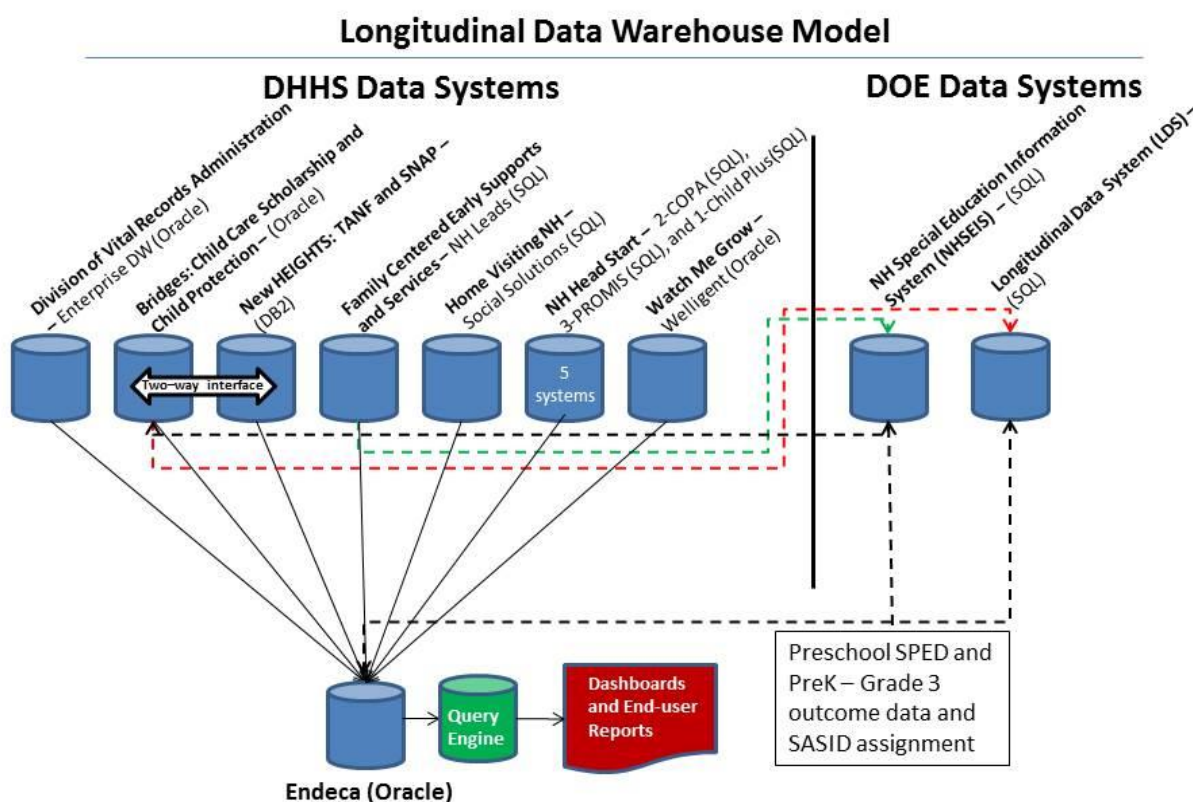 Longitudinal Data Warehouse Model
DHHS Data Systems
DOE Data Systems
Division of Vital Records Administration
– Enterprise DW (Oracle)
Bridges: Child Care Scholarship and
Child Protection – (Oracle)
New HEIGHTS: TANF and SNAP –
(DB2)
Family Centered Early Supports
and Services – NH Leads (SQL)
Home Visiting NH –
Social Solutions (SQL)
NH Head Start – 2-COPA (SQL),
3-PROMIS (SQL), and 1-Child Plus(SQL)
Watch Me Grow –
Welligent (Oracle)
NH Special Education Information
System (NHSEIS) – (SQL)
Longitudinal Data System (LDS) –
(SQL)
Two-way interface
5
systems
Preschool SPED and
PreK – Grade 3
outcome data and
SASID assignment
Query
Engine
Dashboards
and End-user
Reports
Endeca (Oracle)